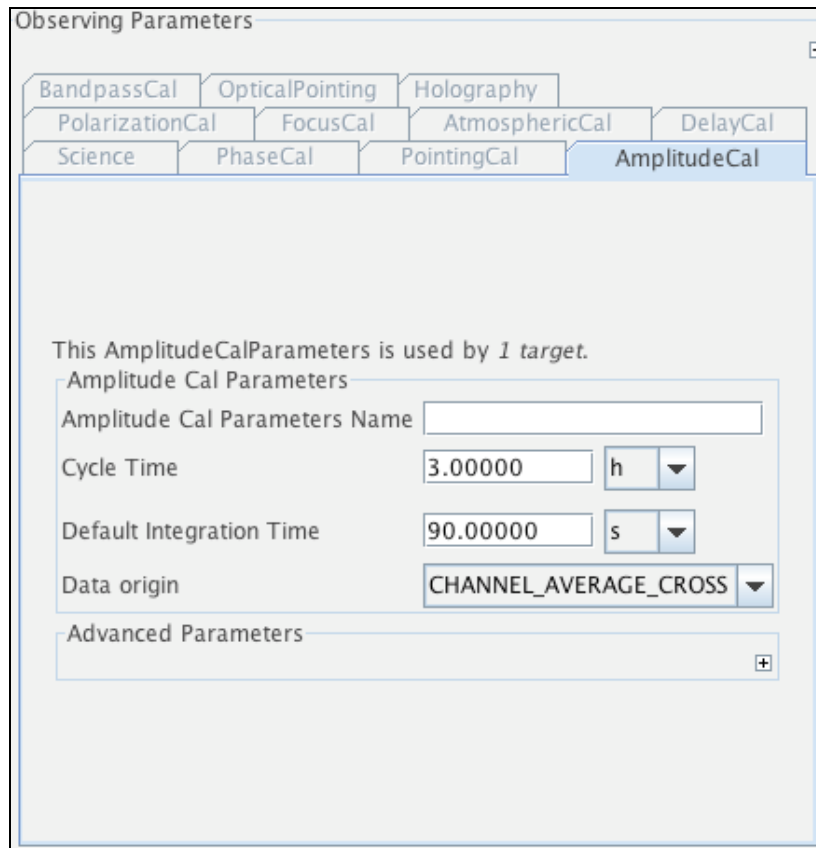 Observing Parameters
BandpassCal OpticalPointing Holography
PolarizationCal FocusCal AtmosphericCal DelayCal
Science PhaseCal PointingCal AmplitudeCal
This AmplitudeCalParameters is used by 1 target.
Amplitude Cal Parameters
Amplitude Cal Parameters Name
Cycle Time 3.00000 h
Default Integration Time 90.00000 s
Data origin CHANNEL_AVERAGE_CROSS
Advanced Parameters